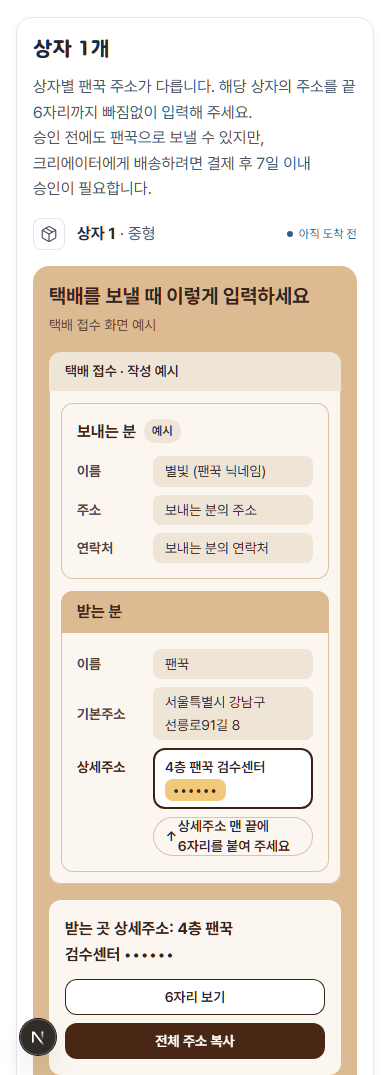 상자 1개
상자별 팬꾹 주소가 다릅니다. 해당 상자의 주소를 끝
6자리까지 빠짐없이 입력해 주세요.
승인 전에도 팬꾹으로 보낼 수 있지만,
크리에이터에게 배송하려면 결제 후 7일 이내
승인이 필요합니다.
상자 1 · 중형
아직 도착 전
택배를 보낼 때 이렇게 입력하세요
택배 접수 화면 예시
택배 접수 · 작성 예시
보내는 분 예시
이름 별빛 (팬꾹 닉네임)
주소 보내는 분의 주소
연락처 보내는 분의 연락처
받는 분
이름 팬꾹
기본주소 서울특별시 강남구
선릉로91길 8
상세주소 4층 팬꾹 검수센터
••••••
↑ 상세주소 맨 끝에
6자리를 붙여 주세요
받는 곳 상세주소: 4층 팬꾹
검수센터 ••••••
6자리 보기
N
전체 주소 복사